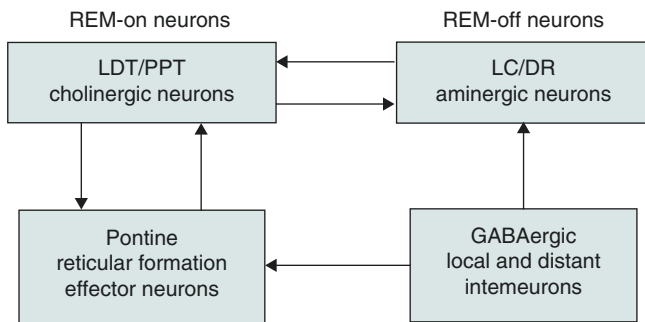 REM-on neurons
REM-off neurons
LDT/PPT
cholinergic neurons
LC/DR
aminergic neurons
Pontine
reticular formation
effector neurons
GABAergic
local and distant
intemeurons